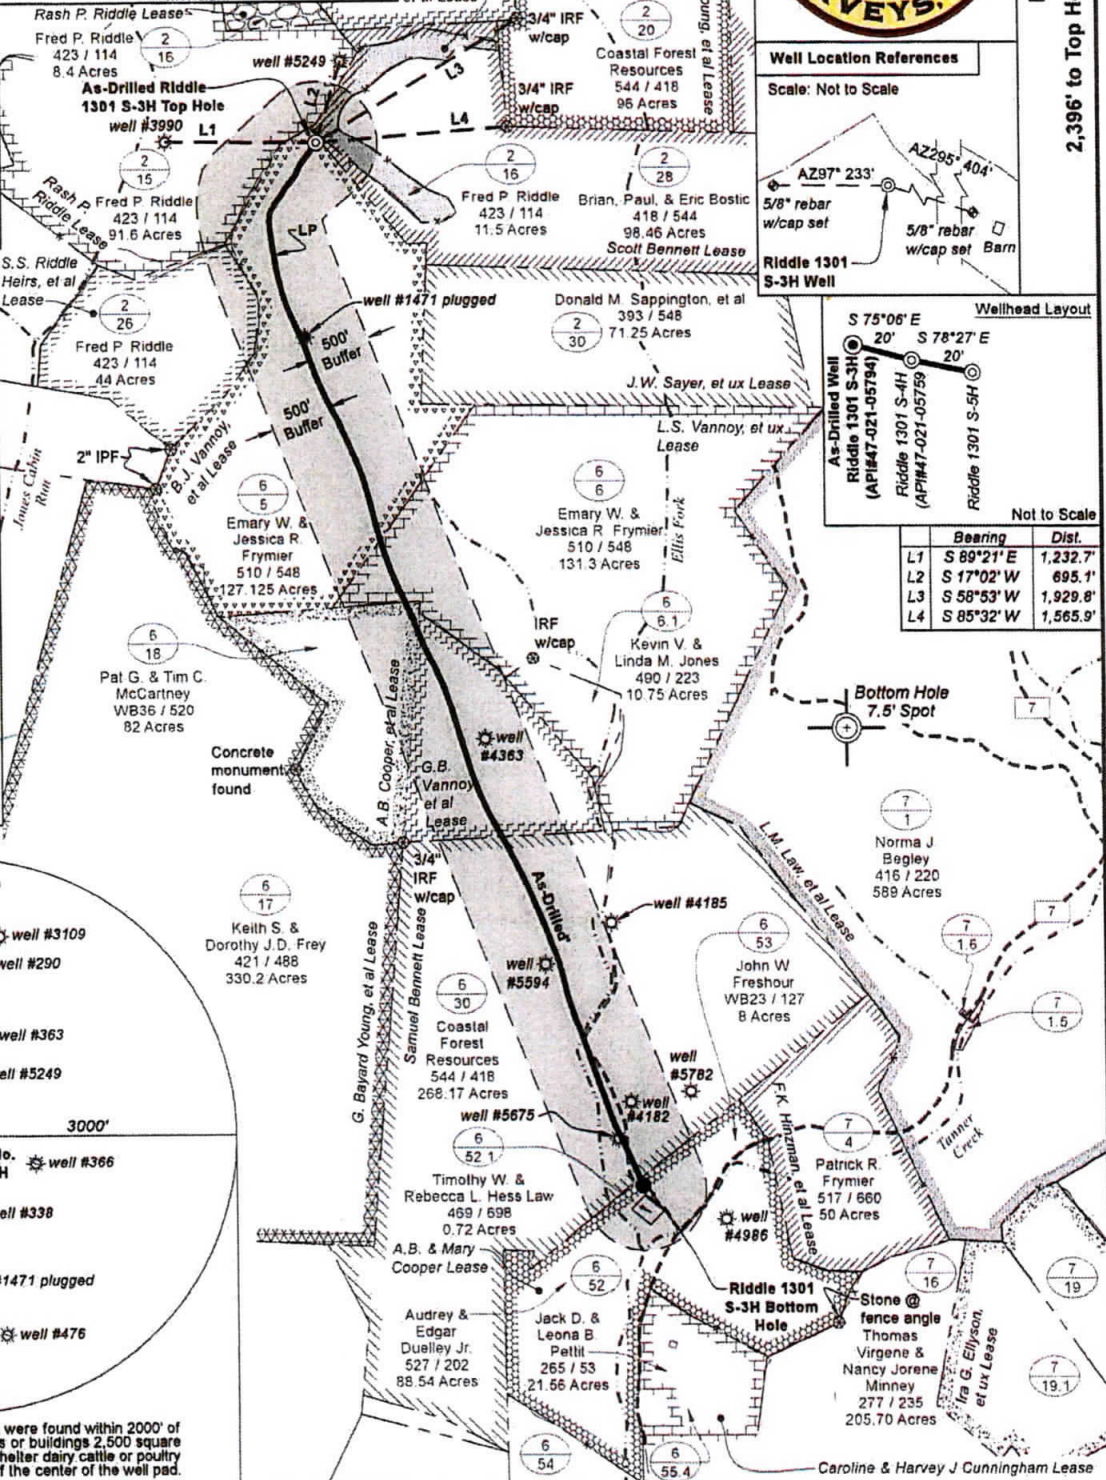 Rash P. Riddle Lease
et al Lease
VEYS.
2,396' to Top H
Fred P. Riddle
423 / 114
8.4 Acres
2
16
well #5249
As-Drilled Riddle
1301 S-3H Top Hole
well #3990
L1
L2
L3
L4
3/4" IRF
w/cap
3/4" IRF
w/cap
2
20
Coastal Forest
Resources
544 / 418
96 Acres
oung, et al Lease
Well Location References
Scale: Not to Scale
AZ97° 233'
AZ295° 404'
5/8" rebar
w/cap set
5/8" rebar
w/cap set
Barn
Riddle 1301
S-3H Well
2
15
Fred P. Riddle
423 / 114
91.6 Acres
Rash P.
Riddle Lease
2
16
Fred P. Riddle
423 / 114
11.5 Acres
2
28
Brian, Paul, & Eric Bostic
418 / 544
98.46 Acres
Scott Bennett Lease
LP
S.S. Riddle
Heirs, et al
Lease
2
26
Fred P. Riddle
423 / 114
44 Acres
well #1471 plugged
500'
Buffer
500'
Buffer
Donald M. Sappington, et al
393 / 548
71.25 Acres
2
30
J.W. Sayer, et ux Lease
Wellhead Layout
S 75°06' E
20'
S 78°27' E
20'
As-Drilled Well
Riddle 1301 S-3H
(API#47-021-05794)
Riddle 1301 S-4H
(API#47-021-05759
Riddle 1301 S-5H
Not to Scale
Bearing Dist.
L1 S 89°21' E 1,232.7'
L2 S 17°02' W 695.1'
L3 S 58°53' W 1,929.8'
L4 S 85°32' W 1,565.9'
2" IPF
Jones Cabin
Run
B.J. Vannoy,
et al Lease
L.S. Vannoy, et ux
Lease
6
5
Emary W. &
Jessica R.
Frymier
510 / 548
127.125 Acres
6
6
Emary W. &
Jessica R. Frymier
510 / 548
131.3 Acres
Ellis Fork
6
6.1
Kevin V. &
Linda M. Jones
490 / 223
10.75 Acres
IRF
w/cap
6
18
Pat G. & Tim C.
McCartney
WB36 / 520
82 Acres
Concrete
monument
found
A.B. Cooper, et al Lease
G.B.
Vannoy
et al
Lease
well
#4363
Bottom Hole
7.5' Spot
7
7
1
Norma J.
Begley
416 / 220
589 Acres
L.M. Law, et al Lease
7
7
1.6
7
1.5
3/4"
IRF
w/cap
6
17
Keith S. &
Dorothy J.D. Frey
421 / 488
330.2 Acres
G. Bayard Young, et al Lease
Samuel Bennett Lease
As-Drilled"
well #4185
well
#5594
6
53
John W
Freshour
WB23 / 127
8 Acres
6
30
Coastal
Forest
Resources
544 / 418
268.17 Acres
well
#5782
well
#4182
well #5675
6
52.1
Timothy W. &
Rebecca L. Hess Law
469 / 698
0.72 Acres
F.K. Hinzman, et al Lease
7
4
Patrick R.
Frymier
517 / 660
50 Acres
Tanner
Creek
well
#4986
A.B. & Mary
Cooper Lease
6
52
Audrey &
Edgar
Duelley Jr.
527 / 202
88.54 Acres
Jack D. &
Leona B.
Pettit
265 / 53
21.56 Acres
Riddle 1301
S-3H Bottom
Hole
7
16
Stone @
fence angle
Thomas
Virgene &
Nancy Jorene
Minney
277 / 235
205.70 Acres
7
19
Ira G. Ellyson,
et ux Lease
7
19.1
6
54
6
55.4
Caroline & Harvey J Cunningham Lease
well #3109
well #290
well #363
ell #5249
3000'
o.
H
well #366
ell #338
1471 plugged
well #476
were found within 2000' of
s or buildings 2,500 square
helter dairy cattle or poultry
f the center of the well pad.